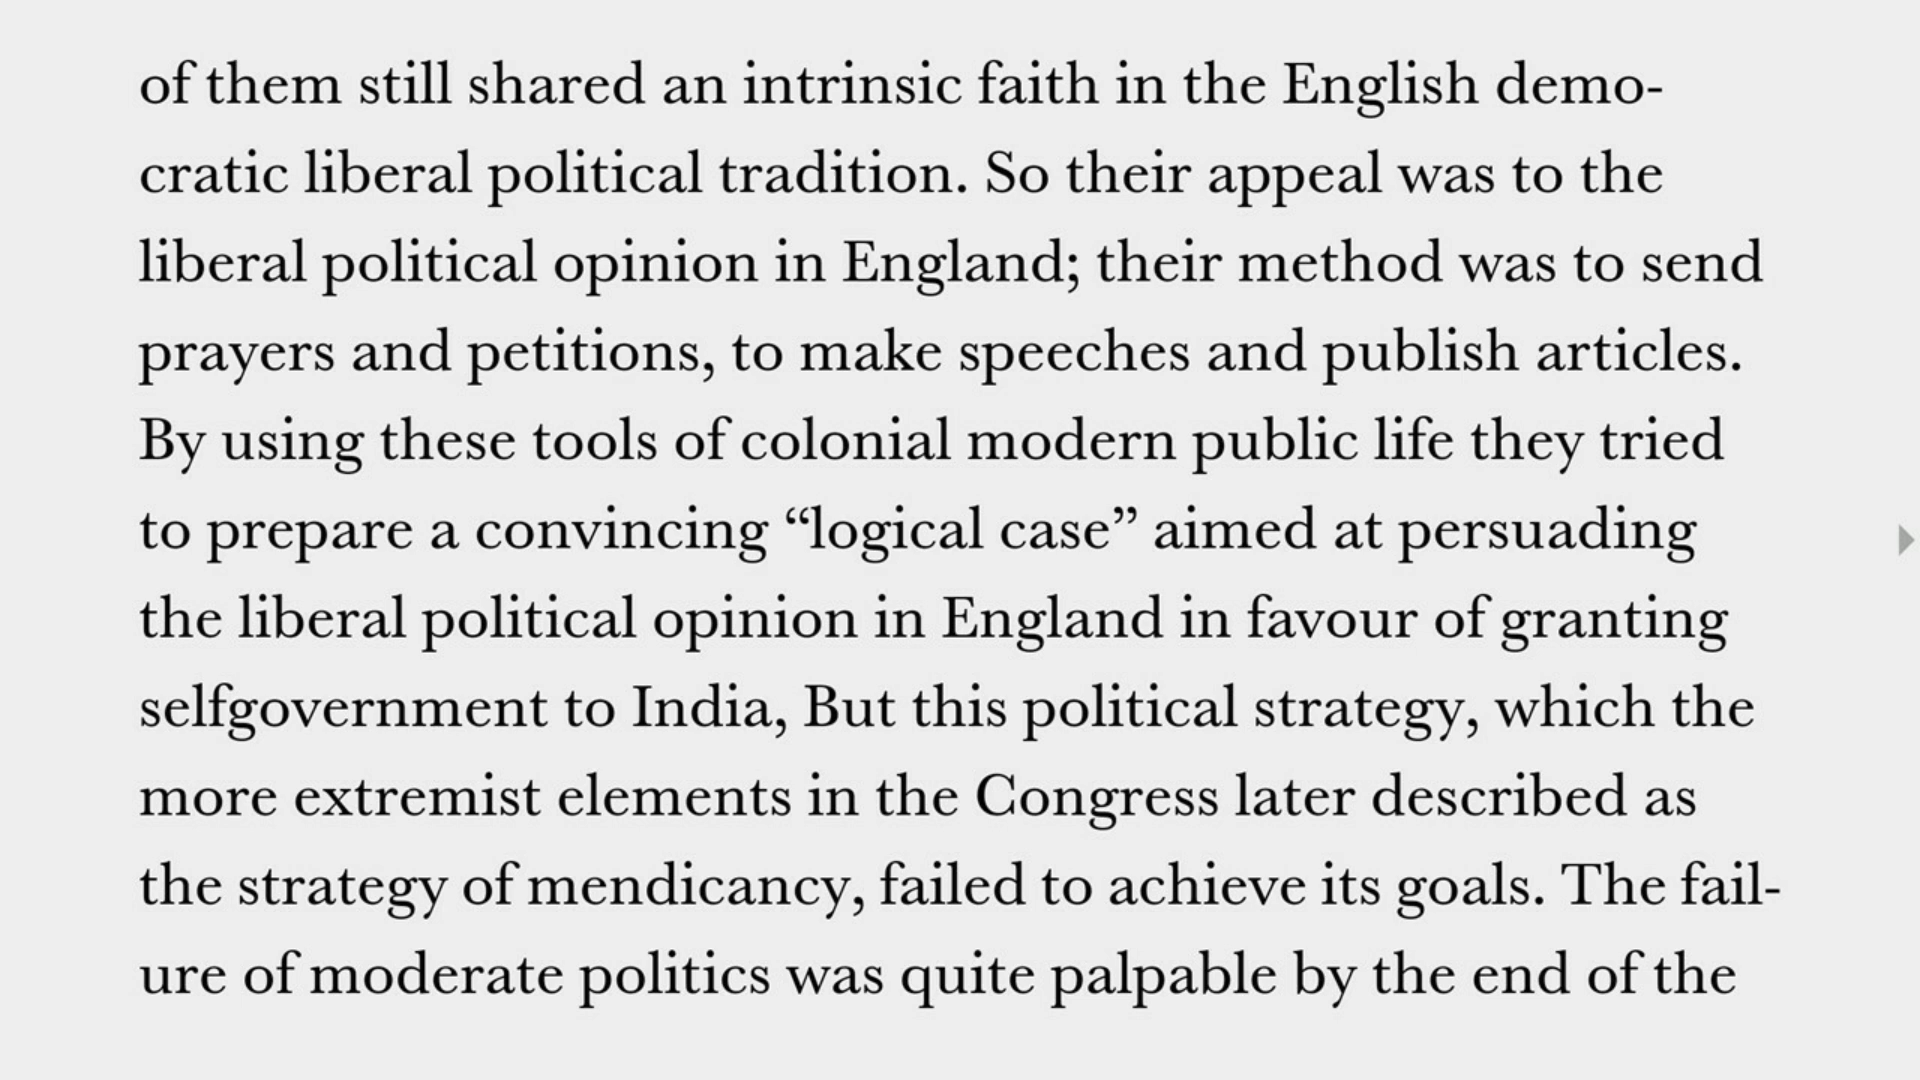 of them still shared an intrinsic faith in the English demo-
cratic liberal political tradition. So their appeal was to the
liberal political opinion in England; their method was to send
prayers and petitions, to make speeches and publish articles.
By using these tools of colonial modern public life they tried
to prepare a convincing “logical case” aimed at persuading
the liberal political opinion in England in favour of granting
selfgovernment to India, But this political strategy, which the
more extremist elements in the Congress later described as
the strategy of mendicancy, failed to achieve its goals. The fail-
ure of moderate politics was quite palpable by the end of the